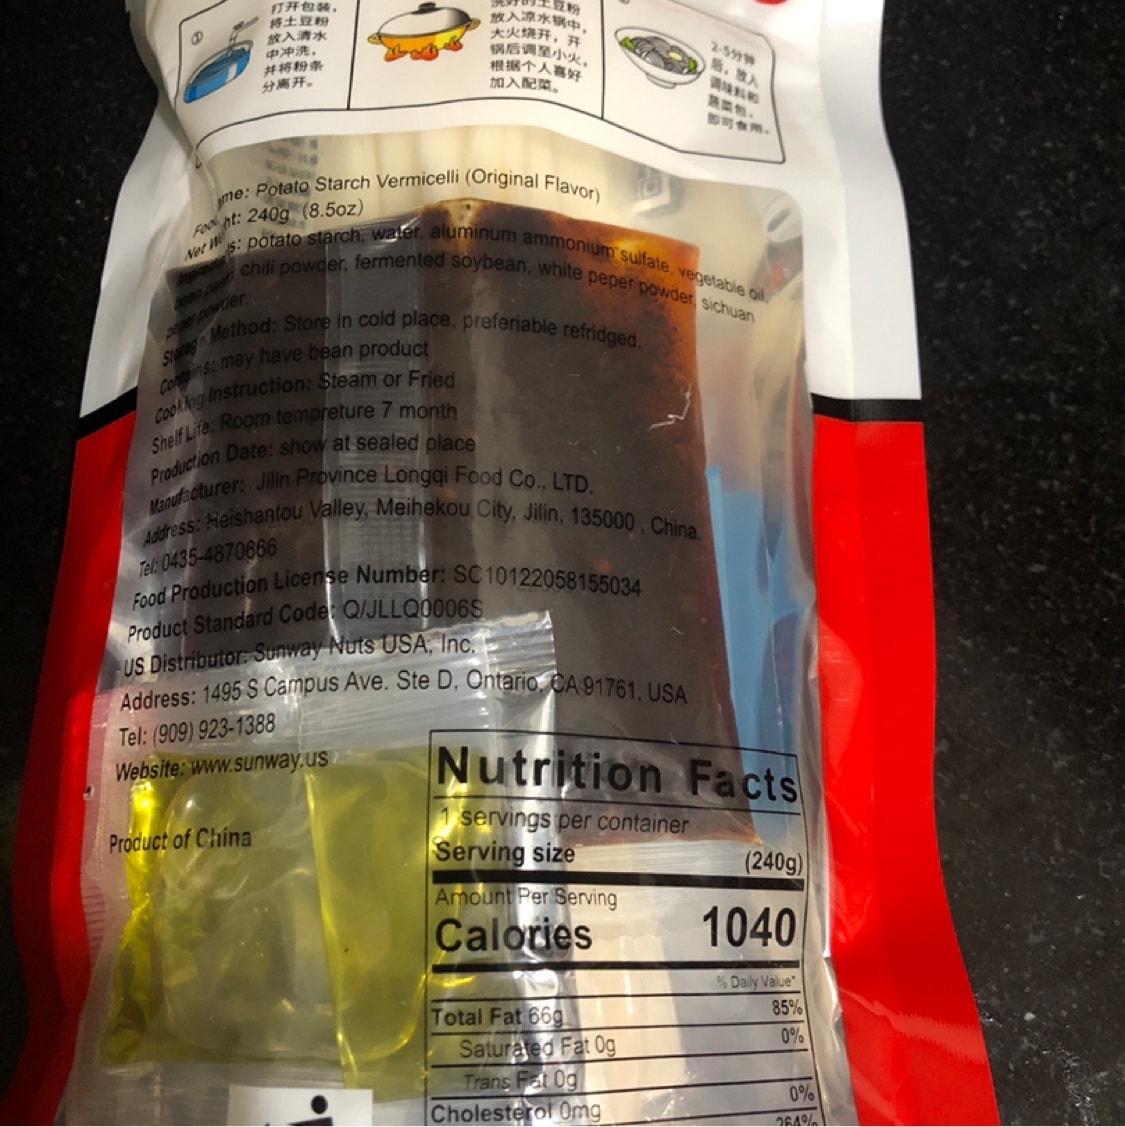 ①
打开包装，
将土豆粉
放入清水
中冲洗，
并将粉条
分离开。
放入凉水锅中，
大火烧开，开
锅后调至小火，
根据个人喜好
加入配菜。
2-5分钟
后，放入
调味料和
蔬菜包，
即可食用。
me: Potato Starch Vermicelli (Original Flavor)
Net W ht: 240g (8.5oz)
s: potato starch, water, aluminum ammonium sulfate, vegetable oil,
chili powder, fermented soybean, white peper powder, sichuan
peper powder.
Storage Method: Store in cold place, preferiable refridged.
Contains: may have bean product
Cooking Instruction: Steam or Fried
Shelf Life: Room tempreture 7 month
Production Date: show at sealed place
Manufacturer: Jilin Province Longqi Food Co., LTD.
Address: Heishantou Valley, Meihekou City, Jilin, 135000 , China.
Tel: 0435-4870666
Food Production License Number: SC10122058155034
Product Standard Code: Q/JLLQ0006S
US Distributor: Sunway Nuts USA, Inc.
Address: 1495 S Campus Ave. Ste D, Ontario, CA 91761. USA
Tel: (909) 923-1388
Website: www.sunway.us
Product of China
Nutrition Facts
1 servings per container
Serving size (240g)
Amount Per Serving
Calories 1040
% Daily Value*
Total Fat 66g 85%
Saturated Fat 0g 0%
Trans Fat 0g
Cholesterol 0mg 0%
264%